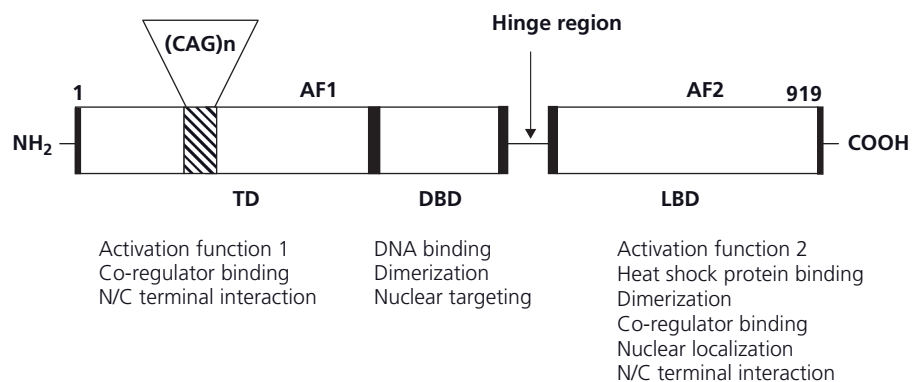 Hinge region
(CAG)n
1
AF1
AF2
919
NH₂
COOH
TD
DBD
LBD
Activation function 1
Co-regulator binding
N/C terminal interaction
DNA binding
Dimerization
Nuclear targeting
Activation function 2
Heat shock protein binding
Dimerization
Co-regulator binding
Nuclear localization
N/C terminal interaction